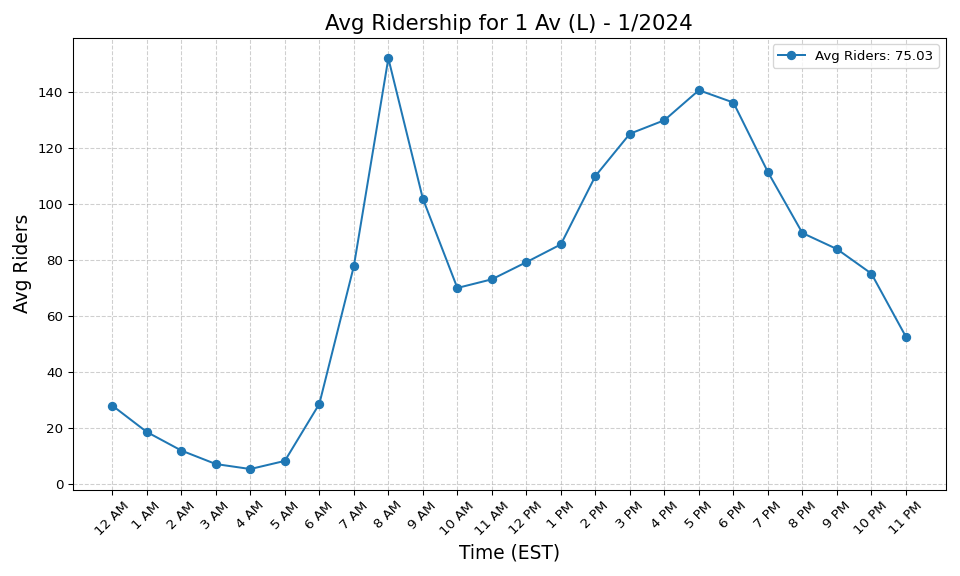 Avg Ridership for 1 Av (L) - 1/2024
Avg Riders: 75.03
Avg Riders
140
120
100
80
60
40
20
0
12 AM
1 AM
2 AM
3 AM
4 AM
5 AM
6 AM
7 AM
8 AM
9 AM
10 AM
11 AM
12 PM
1 PM
2 PM
3 PM
4 PM
5 PM
6 PM
7 PM
8 PM
9 PM
10 PM
11 PM
Time (EST)